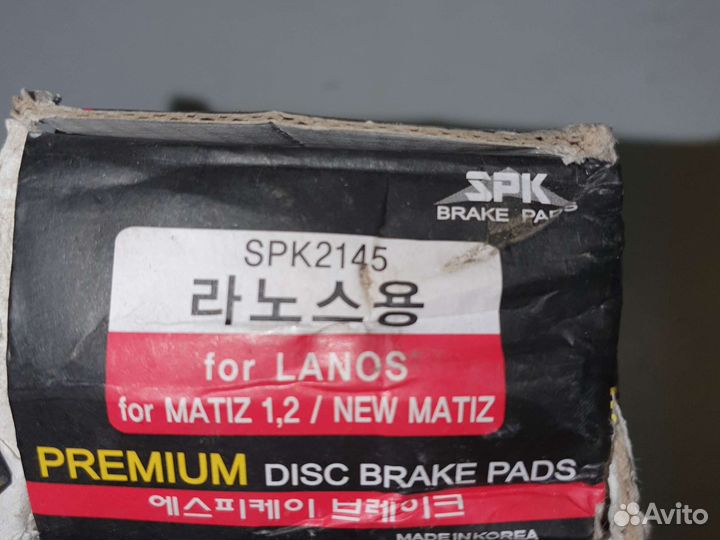 SPK
BRAKE PADS
SPK2145
라노스용
for LANOS
for MATIZ 1,2 / NEW MATIZ
PREMIUM DISC BRAKE PADS
에스피케이 브레이크
MADE IN KOREA
Avito